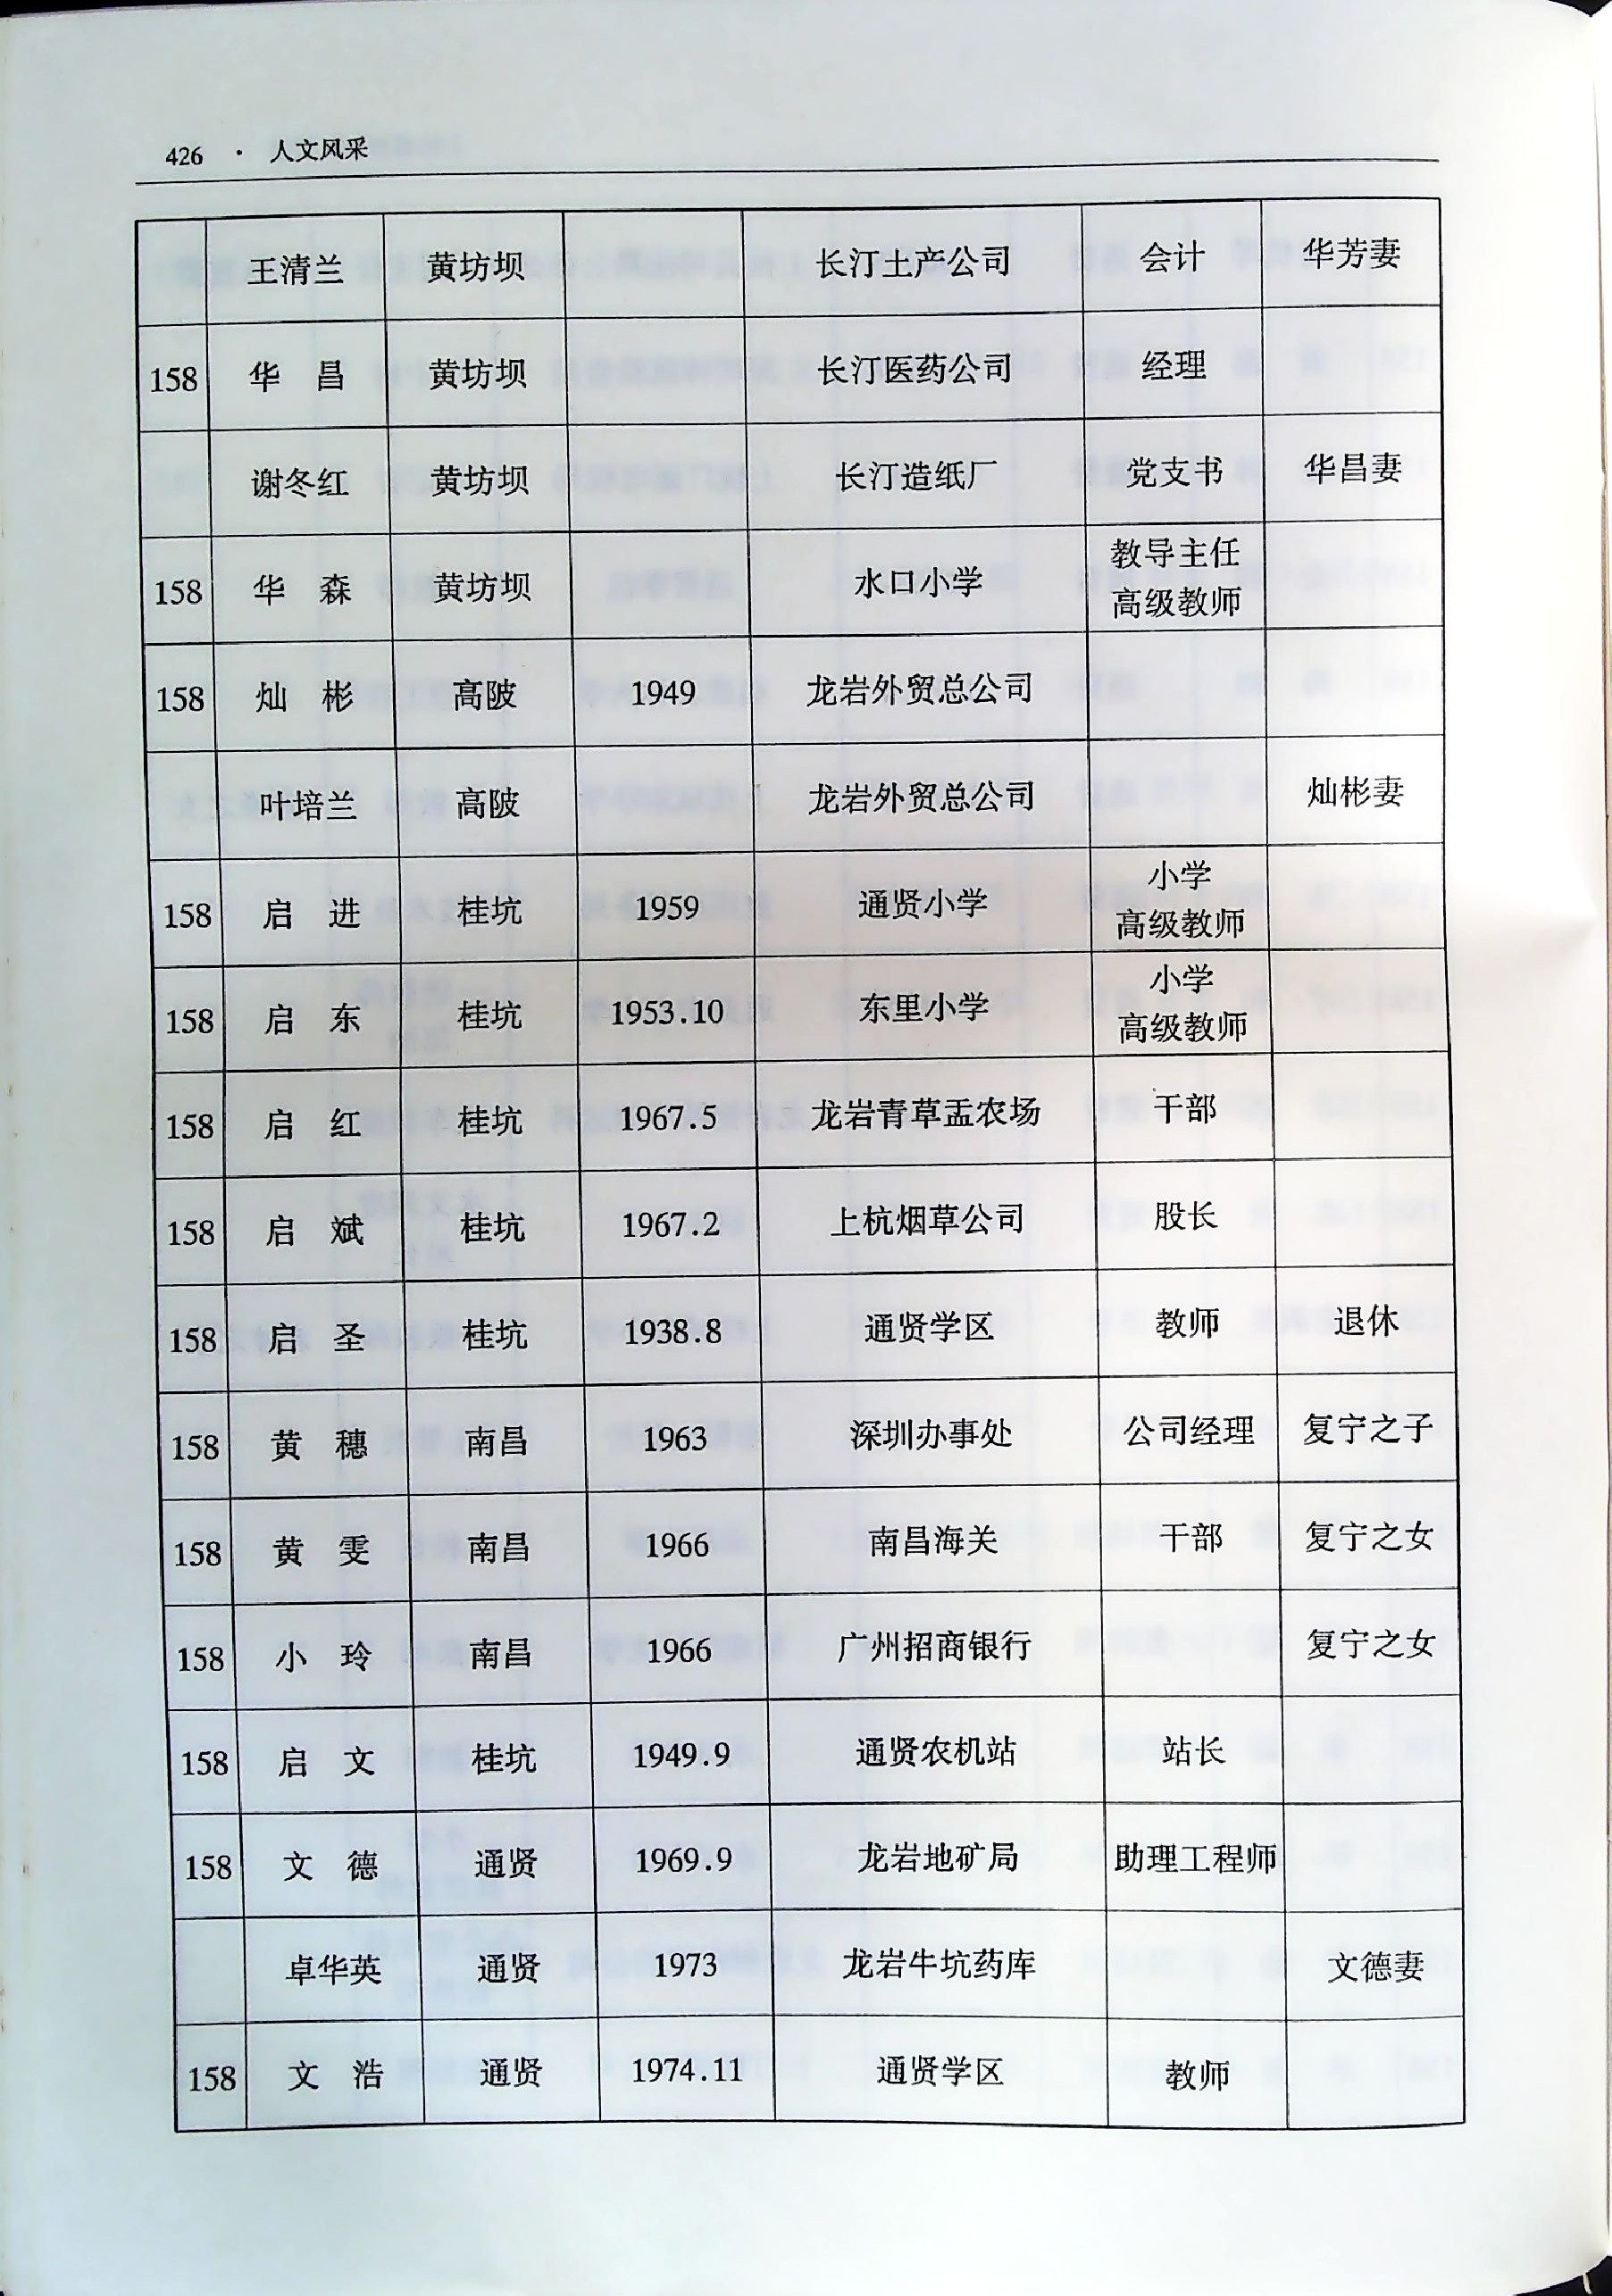 426 · 人文风采
王清兰 黄坊坝 长汀土产公司 会计 华芳妻
158 华 昌 黄坊坝 长汀医药公司 经理
谢冬红 黄坊坝 长汀造纸厂 党支书 华昌妻
158 华 森 黄坊坝 水口小学 教导主任
高级教师
158 灿 彬 高陂 1949 龙岩外贸总公司
叶培兰 高陂 龙岩外贸总公司 灿彬妻
158 启 进 桂坑 1959 通贤小学 小学
高级教师
158 启 东 桂坑 1953.10 东里小学 小学
高级教师
158 启 红 桂坑 1967.5 龙岩青草盂农场 干部
158 启 斌 桂坑 1967.2 上杭烟草公司 股长
158 启 圣 桂坑 1938.8 通贤学区 教师 退休
158 黄 穗 南昌 1963 深圳办事处 公司经理 复宁之子
158 黄 雯 南昌 1966 南昌海关 干部 复宁之女
158 小 玲 南昌 1966 广州招商银行 复宁之女
158 启 文 桂坑 1949.9 通贤农机站 站长
158 文 德 通贤 1969.9 龙岩地矿局 助理工程师
卓华英 通贤 1973 龙岩牛坑药库 文德妻
158 文 浩 通贤 1974.11 通贤学区 教师